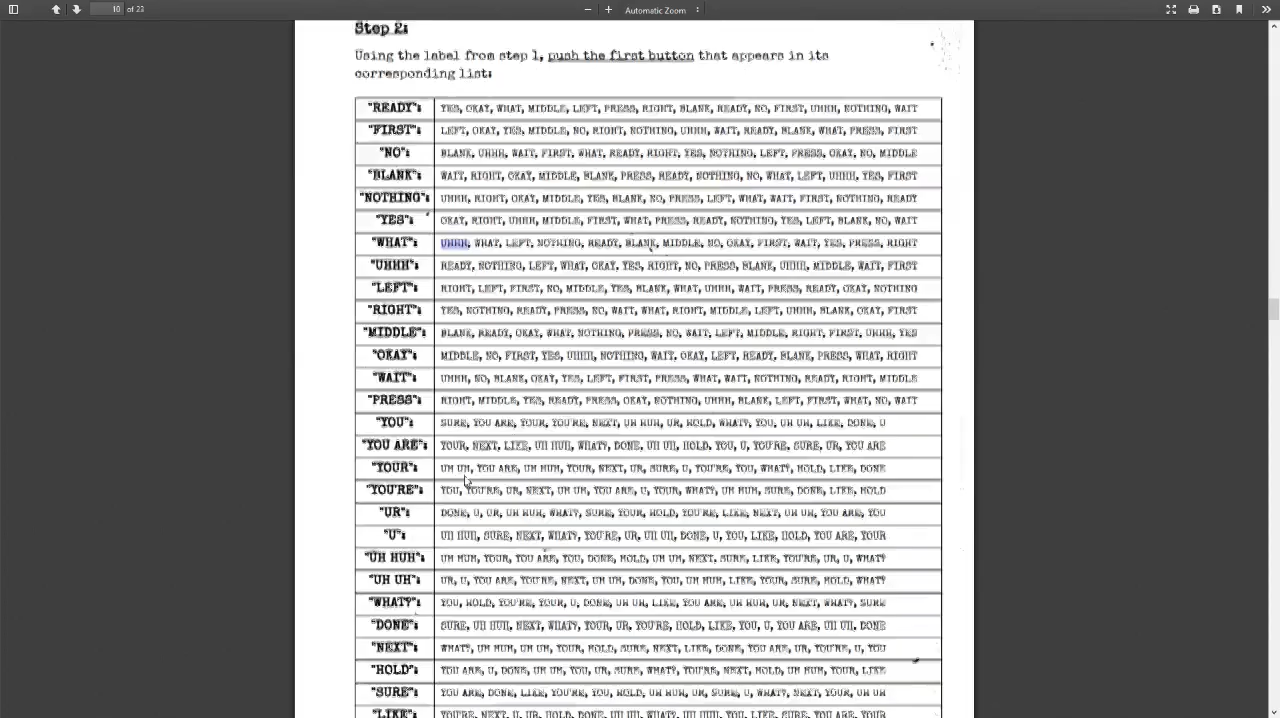 10 of 23
Automatic Zoom
Step 2:
Using the label from step 1, push the first button that appears in its
corresponding list:
"READY": YES, OKAY, WHAT, MIDDLE, LEFT, PRESS, RIGHT, BLANK, READY, NO, FIRST, UHHH, NOTHING, WAIT
"FIRST": LEFT, OKAY, YES, MIDDLE, NO, RIGHT, NOTHING, UHHH, WAIT, READY, BLANK, WHAT, PRESS, FIRST
"NO": BLANK, UHHH, WAIT, FIRST, WHAT, READY, RIGHT, YES, NOTHING, LEFT, PRESS, OKAY, NO, MIDDLE
"BLANK": WAIT, RIGHT, OKAY, MIDDLE, BLANK, PRESS, READY, NOTHING, NO, WHAT, LEFT, UHHH, YES, FIRST
"NOTHING": UHHH, RIGHT, OKAY, MIDDLE, YES, BLANK, NO, PRESS, LEFT, WHAT, WAIT, FIRST, NOTHING, READY
"YES": OKAY, RIGHT, UHHH, MIDDLE, FIRST, WHAT, PRESS, READY, NOTHING, YES, LEFT, BLANK, NO, WAIT
"WHAT": UHHH, WHAT, LEFT, NOTHING, READY, BLANK, MIDDLE, NO, OKAY, FIRST, WAIT, YES, PRESS, RIGHT
"UHHH": READY, NOTHING, LEFT, WHAT, OKAY, YES, RIGHT, NO, PRESS, BLANK, UHHH, MIDDLE, WAIT, FIRST
"LEFT": RIGHT, LEFT, FIRST, NO, MIDDLE, YES, BLANK, WHAT, UHHH, WAIT, PRESS, READY, OKAY, NOTHING
"RIGHT": YES, NOTHING, READY, PRESS, NO, WAIT, WHAT, RIGHT, MIDDLE, LEFT, UHHH, BLANK, OKAY, FIRST
"MIDDLE": BLANK, READY, OKAY, WHAT, NOTHING, PRESS, NO, WAIT, LEFT, MIDDLE, RIGHT, FIRST, UHHH, YES
"OKAY": MIDDLE, NO, FIRST, YES, UHHH, NOTHING, WAIT, OKAY, LEFT, READY, BLANK, PRESS, WHAT, RIGHT
"WAIT": UHHH, NO, BLANK, OKAY, YES, LEFT, FIRST, PRESS, WHAT, WAIT, NOTHING, READY, RIGHT, MIDDLE
"PRESS": RIGHT, MIDDLE, YES, READY, PRESS, OKAY, NOTHING, UHHH, BLANK, LEFT, FIRST, WHAT, NO, WAIT
"YOU": SURE, YOU ARE, YOUR, YOU'RE, NEXT, UH HUH, UR, HOLD, WHAT?, YOU, UH UH, LIKE, DONE, U
"YOU ARE": YOUR, NEXT, LIKE, UH HUH, WHAT?, DONE, UH UH, HOLD, YOU, U, YOU'RE, SURE, UR, YOU ARE
"YOUR": UH UH, YOU ARE, UH HUH, YOUR, NEXT, UR, SURE, U, YOU'RE, YOU, WHAT?, HOLD, LIKE, DONE
"YOU'RE": YOU, YOU'RE, UR, NEXT, UH UH, YOU ARE, U, YOUR, WHAT?, UH HUH, SURE, DONE, LIKE, HOLD
"UR": DONE, U, UR, UH HUH, WHAT?, SURE, YOUR, HOLD, YOU'RE, LIKE, NEXT, UH UH, YOU ARE, YOU
"U": UH HUH, SURE, NEXT, WHAT?, YOU'RE, UR, UH UH, DONE, U, YOU, LIKE, HOLD, YOU ARE, YOUR
"UH HUH": UH HUH, YOUR, YOU ARE, YOU, DONE, HOLD, UH UH, NEXT, SURE, LIKE, YOU'RE, UR, U, WHAT?
"UH UH": UR, U, YOU ARE, YOU'RE, NEXT, UH UH, DONE, YOU, UH HUH, LIKE, YOUR, SURE, HOLD, WHAT?
"WHAT?": YOU, HOLD, YOU'RE, YOUR, U, DONE, UH UH, LIKE, YOU ARE, UH HUH, UR, NEXT, WHAT?, SURE
"DONE": SURE, UH HUH, NEXT, WHAT?, YOUR, UR, YOU'RE, HOLD, LIKE, YOU, U, YOU ARE, UH UH, DONE
"NEXT": WHAT?, UH HUH, UH UH, YOUR, HOLD, SURE, NEXT, LIKE, DONE, YOU ARE, UR, YOU'RE, U, YOU
"HOLD": YOU ARE, U, DONE, UH UH, YOU, UR, SURE, WHAT?, YOU'RE, NEXT, HOLD, UH HUH, YOUR, LIKE
"SURE": YOU ARE, DONE, LIKE, YOU'RE, YOU, HOLD, UH HUH, UR, SURE, U, WHAT?, NEXT, YOUR, UH UH
"LIKE": YOU'RE, NEXT, U, UR, HOLD, DONE, UH UH, WHAT?, UH HUH, YOU, LIKE, SURE, YOU ARE, YOUR